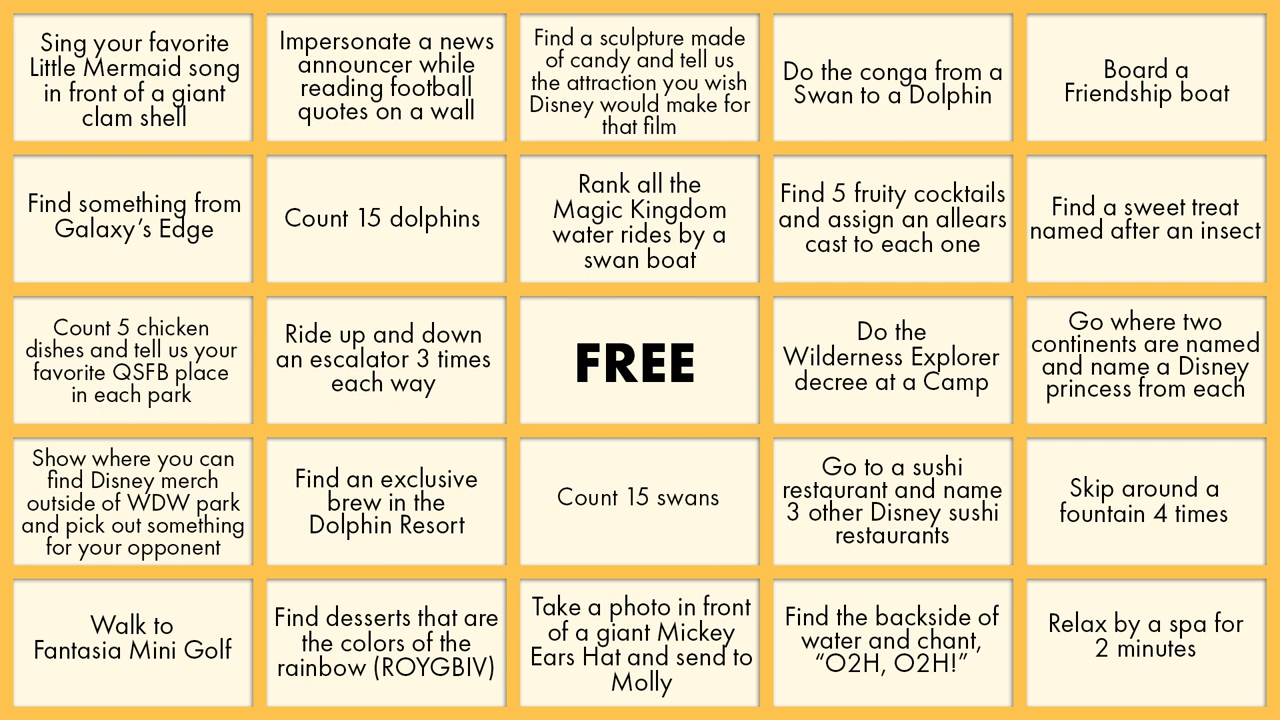 Sing your favorite
Little Mermaid song
in front of a giant
clam shell
Impersonate a news
announcer while
reading football
quotes on a wall
Find a sculpture made
of candy and tell us
the attraction you wish
Disney would make for
that film
Do the conga from a
Swan to a Dolphin
Board a
Friendship boat
Find something from
Galaxy's Edge
Count 15 dolphins
Rank all the
Magic Kingdom
water rides by a
swan boat
Find 5 fruity cocktails
and assign an allears
cast to each one
Find a sweet treat
named after an insect
Count 5 chicken
dishes and tell us your
favorite QSFB place
in each park
Ride up and down
an escalator 3 times
each way
FREE
Do the
Wilderness Explorer
decree at a Camp
Go where two
continents are named
and name a Disney
princess from each
Show where you can
find Disney merch
outside of WDW park
and pick out something
for your opponent
Find an exclusive
brew in the
Dolphin Resort
Count 15 swans
Go to a sushi
restaurant and name
3 other Disney sushi
restaurants
Skip around a
fountain 4 times
Walk to
Fantasia Mini Golf
Find desserts that are
the colors of the
rainbow (ROYGBIV)
Take a photo in front
of a giant Mickey
Ears Hat and send to
Molly
Find the backside of
water and chant,
“O2H, O2H!”
Relax by a spa for
2 minutes